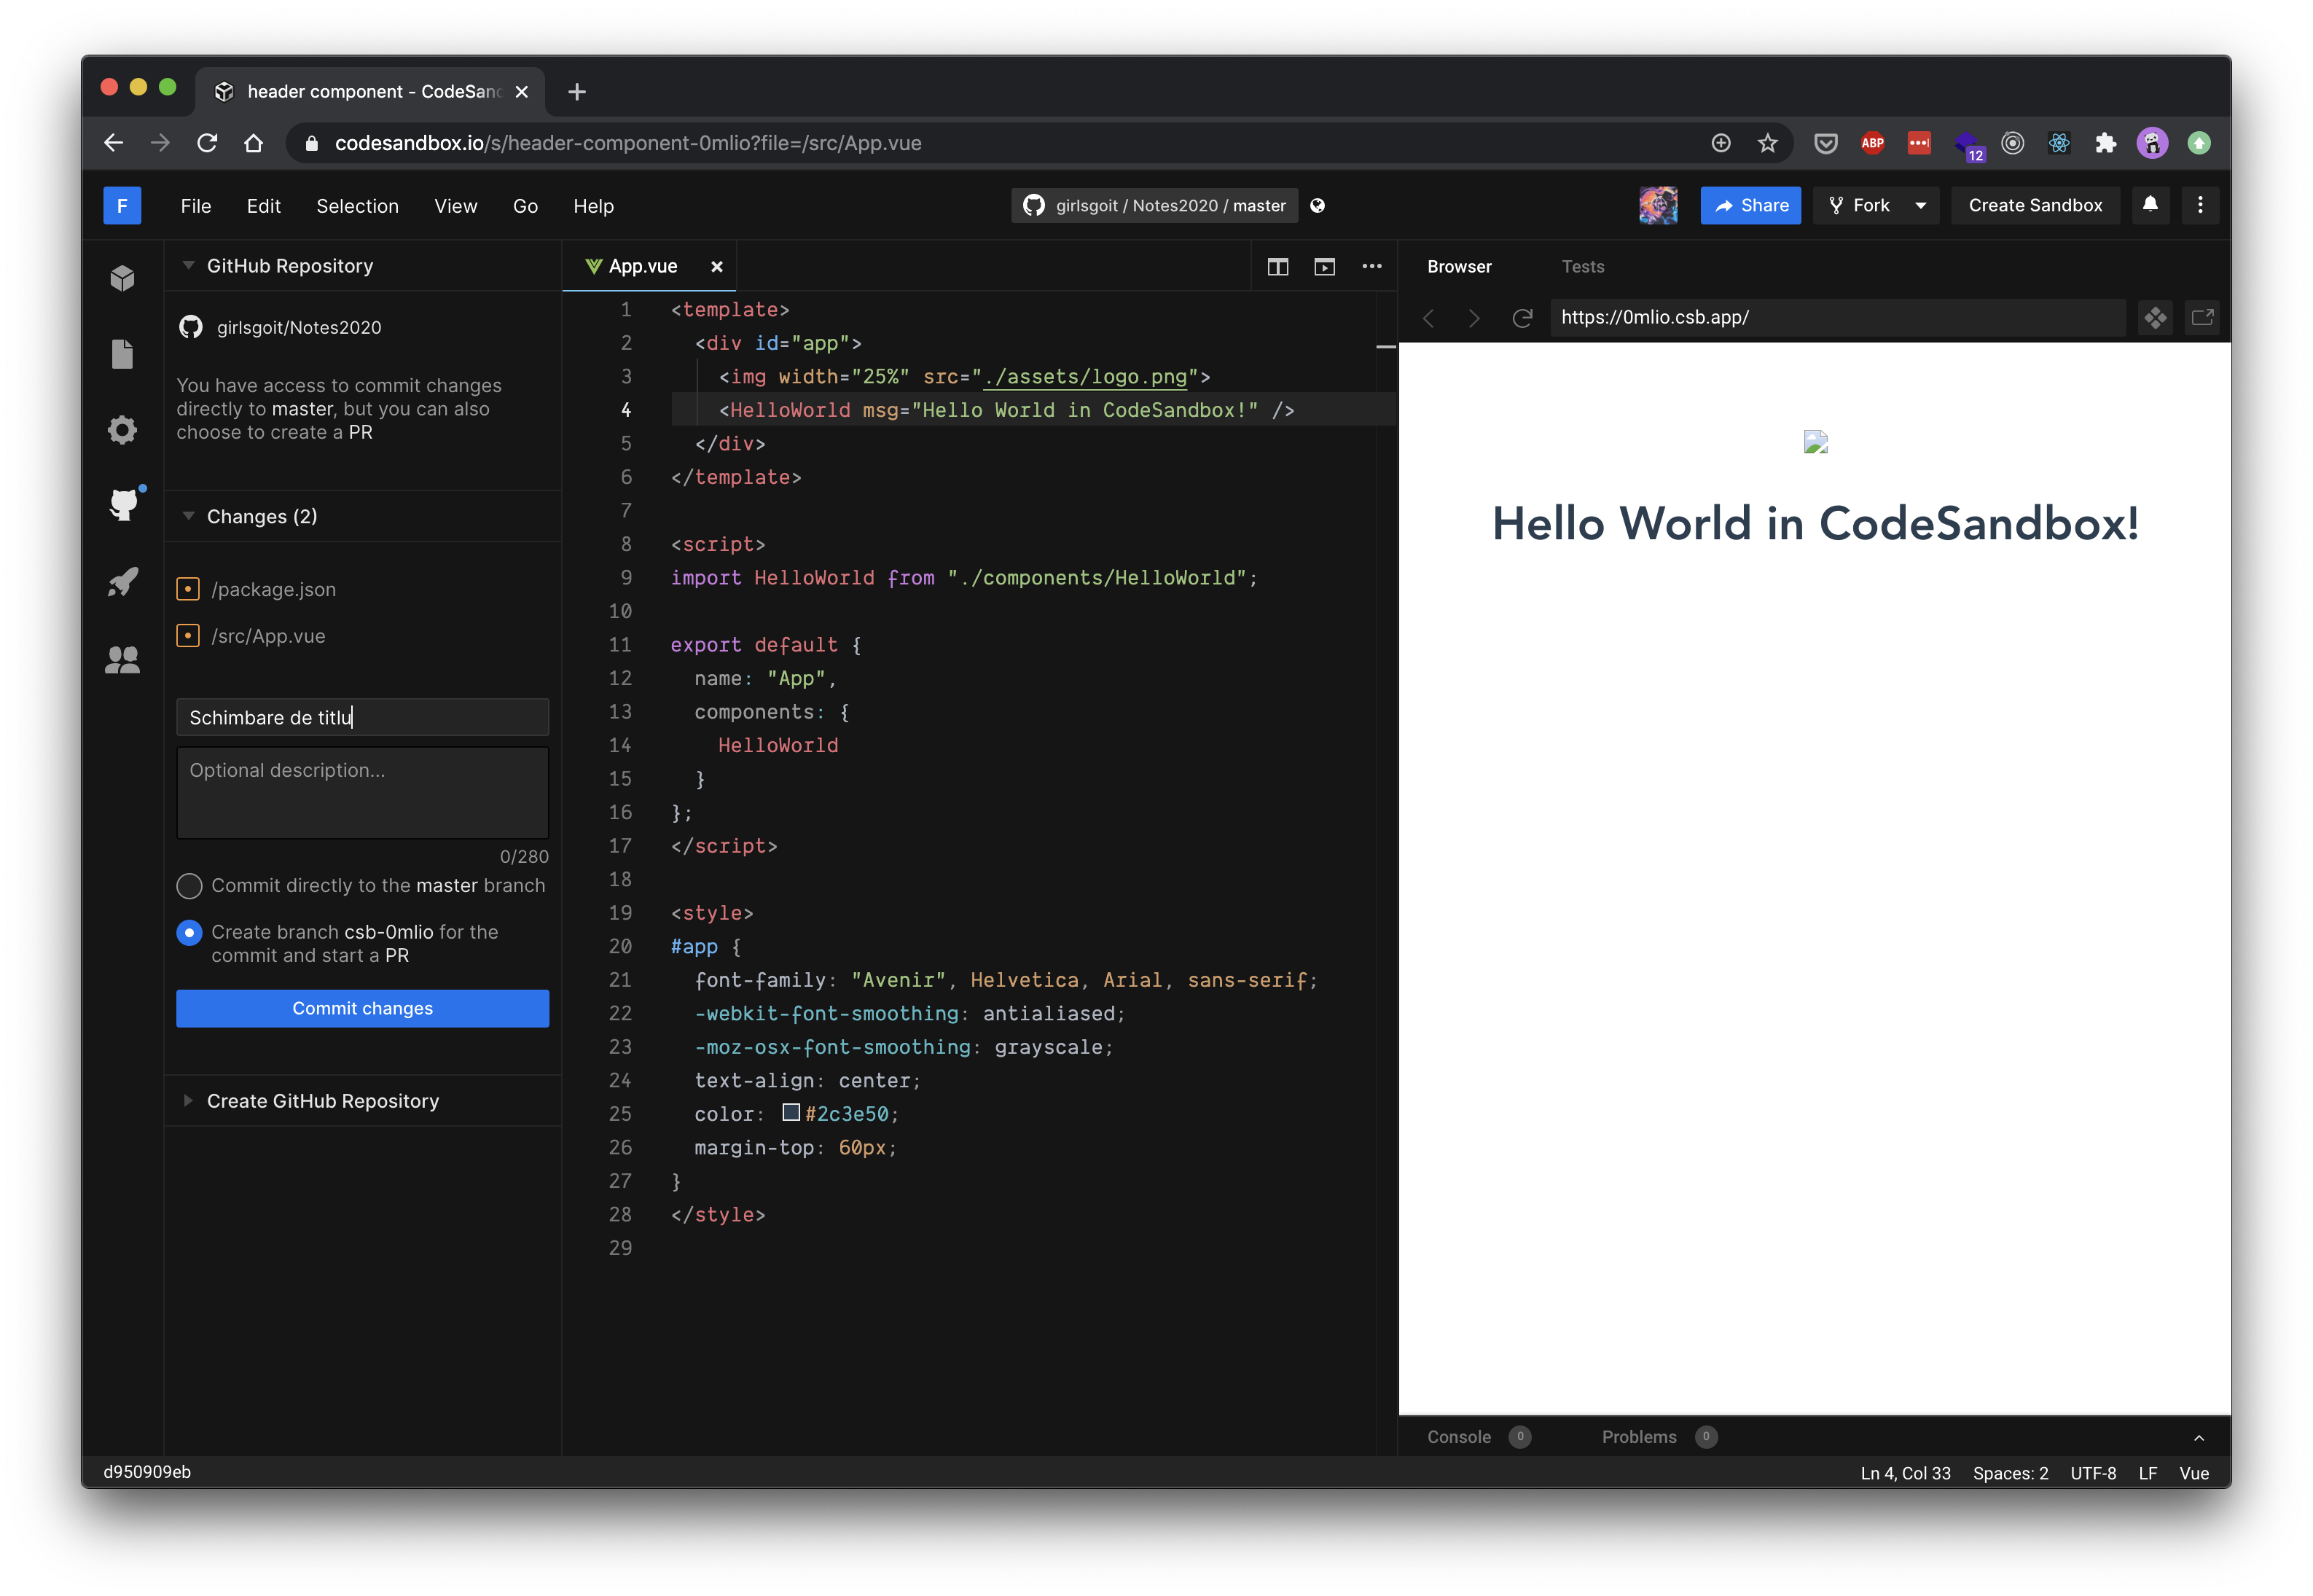 header component - CodeSand
codesandbox.io/s/header-component-0mlio?file=/src/App.vue
ABP
12
F
File Edit Selection View Go Help
girlsgoit / Notes2020 / master
Share
Fork
Create Sandbox
GitHub Repository
girlsgoit/Notes2020
You have access to commit changes
directly to master, but you can also
choose to create a PR
Changes (2)
/package.json
/src/App.vue
Schimbare de titlu
Optional description...
0/280
Commit directly to the master branch
Create branch csb-0mlio for the
commit and start a PR
Commit changes
Create GitHub Repository
App.vue
1 <template>
2 <div id="app">
3 <img width="25%" src="./assets/logo.png">
4 <HelloWorld msg="Hello World in CodeSandbox!" />
5 </div>
6 </template>
7
8 <script>
9 import HelloWorld from "./components/HelloWorld";
10
11 export default {
12 name: "App",
13 components: {
14 HelloWorld
15 }
16 };
17 </script>
18
19 <style>
20 #app {
21 font-family: "Avenir", Helvetica, Arial, sans-serif;
22 -webkit-font-smoothing: antialiased;
23 -moz-osx-font-smoothing: grayscale;
24 text-align: center;
25 color: #2c3e50;
26 margin-top: 60px;
27 }
28 </style>
29
Browser Tests
https://0mlio.csb.app/
Hello World in CodeSandbox!
Console 0 Problems 0
d950909eb
Ln 4, Col 33 Spaces: 2 UTF-8 LF Vue